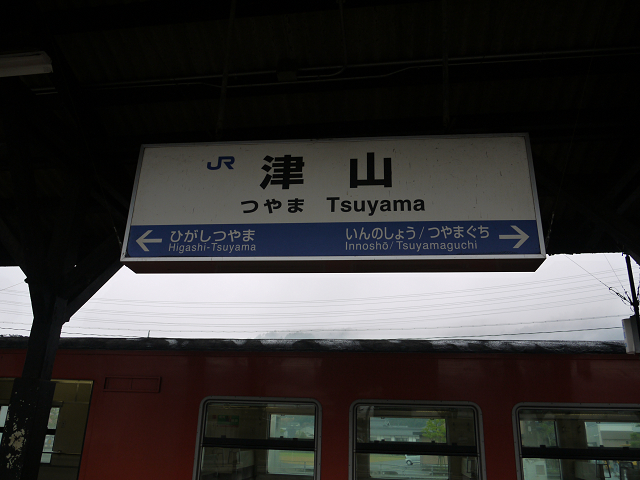 JR 津山
つやま Tsuyama
← ひがしつやま いんのしょう/つやまぐち →
Higashi-Tsuyama Innoshō/Tsuyamaguchi